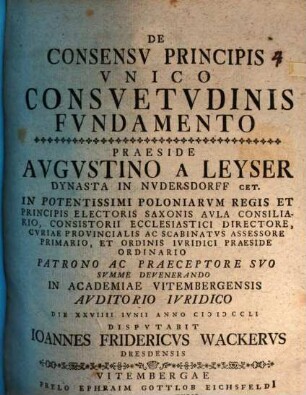 DE
CONSENSV PRINCIPIS 4
VNICO
CONSVETVDINIS
FVNDAMENTO
PRAESIDE
AVGVSTINO A LEYSER
DYNASTA IN NVDERSDORFF CET.
IN POTENTISSIMI POLONIARVM REGIS ET
PRINCIPIS ELECTORIS SAXONIS AVLA CONSILIA-
RIO, CONSISTORII ECCLESIASTICI DIRECTORE,
CVRIAE PROVINCIALIS AC SCABINATVS ASSESSORE
PRIMARIO, ET ORDINIS IVRIDICI PRAESIDE
ORDINARIO
PATRONO AC PRAECEPTORE SVO
SVMME DEVENERANDO
IN ACADEMIAE VITEMBERGENSIS
AVDITORIO IVRIDICO
DIE XXVIIII IVNII ANNO CIƆIƆCCLI
DISPVTABIT
IOANNES FRIDERICVS WACKERVS
DRESDENSIS
VITEMBERGAE
PRELO EPHRAIM GOTTLOB EICHSFELDI